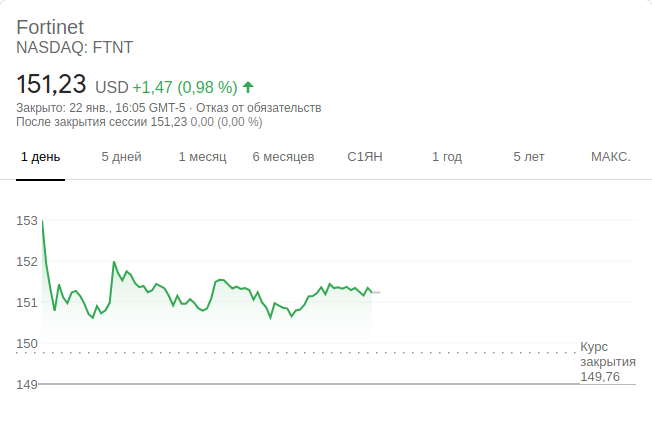 Fortinet
NASDAQ: FTNT
151,23 USD +1,47 (0,98 %)
Закрыто: 22 янв., 16:05 GMT-5 · Отказ от обязательств
После закрытия сессии 151,23 0,00 (0,00 %)
1 день 5 дней 1 месяц 6 месяцев С1ЯН 1 год 5 лет МАКС.
153
152
151
150
149
Курс
закрытия
149,76